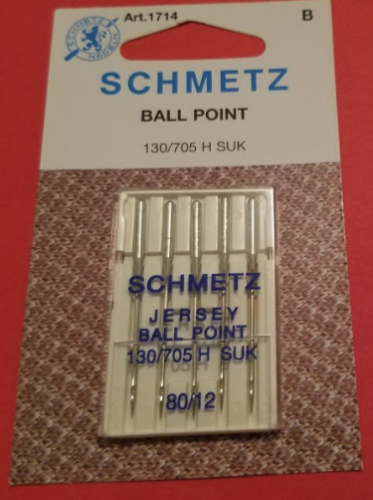 Art.1714
B
SCHMETZ
BALL POINT
130/705 H SUK
SCHMETZ
JERSEY
BALL POINT
130/705 H SUK
80/12